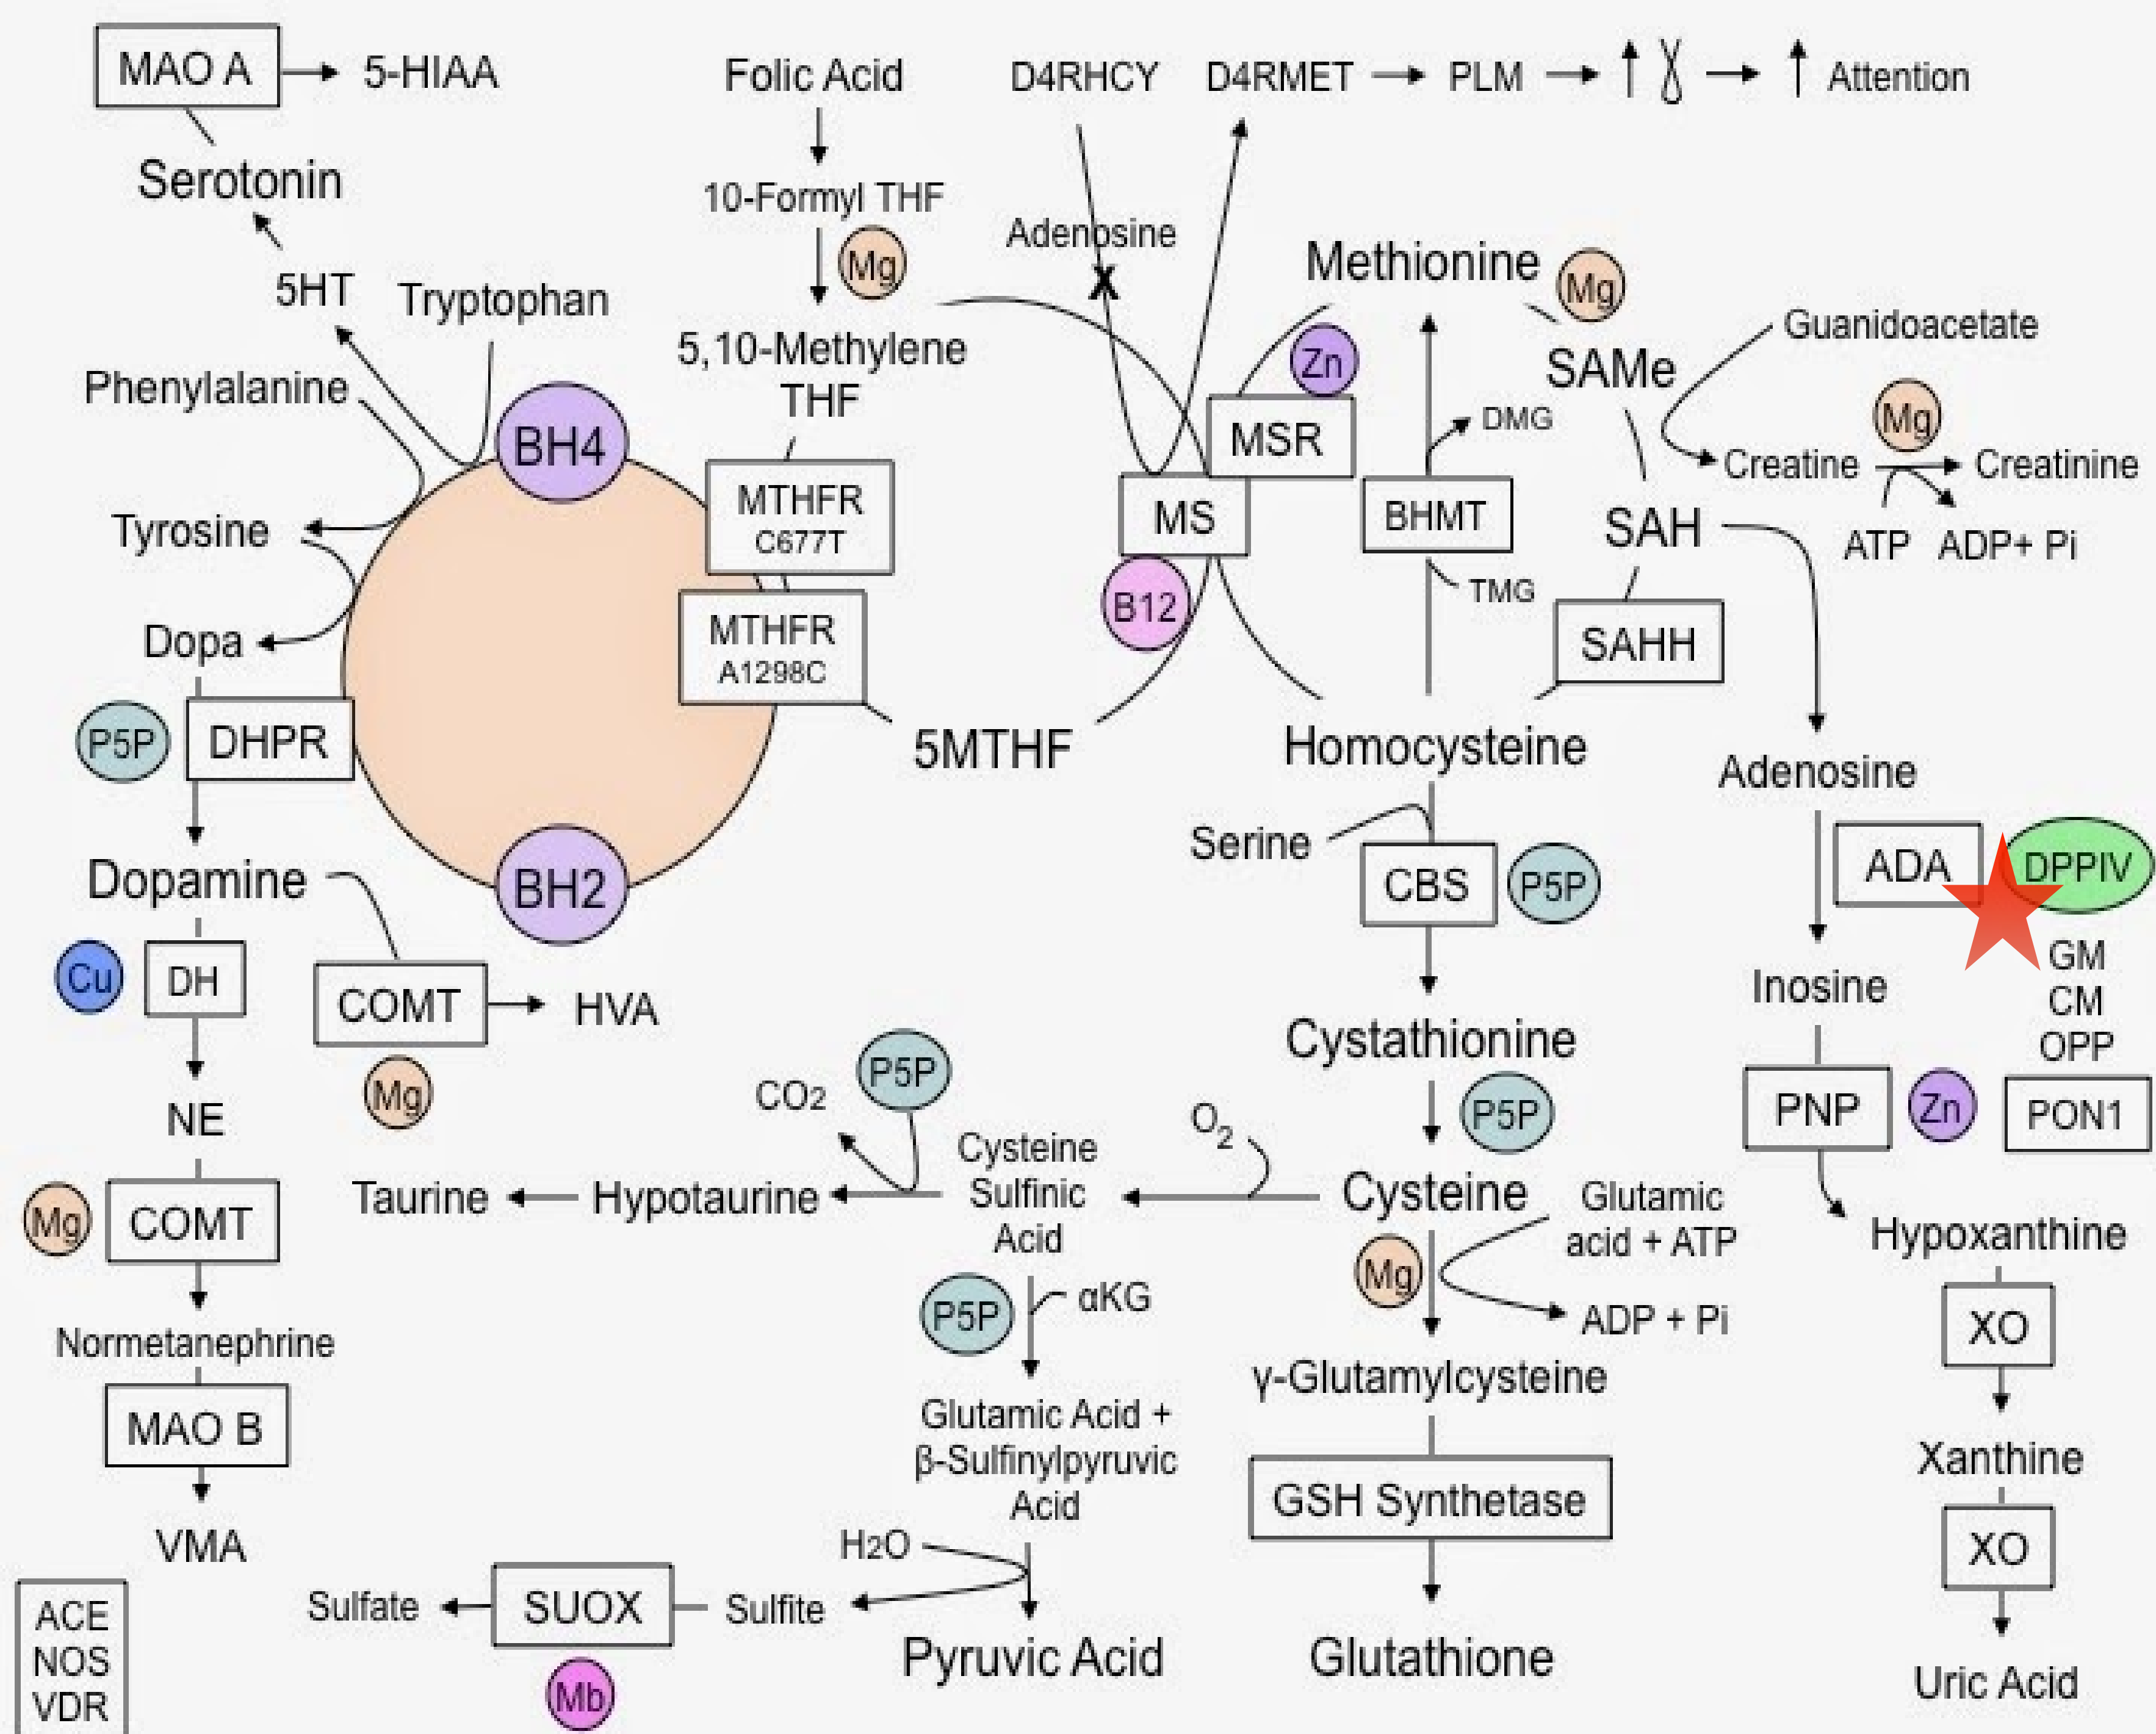 MAO A
5-HIAA
Serotonin
5HT
Tryptophan
Phenylalanine
BH4
Tyrosine
Dopa
P5P
DHPR
Dopamine
BH2
Cu
DH
COMT
HVA
Mg
NE
Mg
COMT
Normetanephrine
MAO B
VMA
ACE
NOS
VDR
Folic Acid
10-Formyl THF
Mg
5,10-Methylene
THF
MTHFR
C677T
MTHFR
A1298C
5MTHF
D4RHCY
D4RMET
PLM
Attention
Adenosine
X
Methionine
Mg
Zn
MSR
MS
B12
DMG
BHMT
TMG
SAMe
Guanidoacetate
Mg
Creatine
Creatinine
ATP
ADP+ Pi
SAH
SAHH
Homocysteine
Adenosine
Serine
CBS
P5P
ADA
DPPIV
GM
CM
OPP
PON1
Inosine
PNP
Zn
Hypoxanthine
XO
Xanthine
XO
Uric Acid
Cystathionine
P5P
Cysteine
O2
Glutamic
acid + ATP
Mg
ADP + Pi
γ-Glutamylcysteine
GSH Synthetase
Glutathione
Cysteine
Sulfinic
Acid
P5P
CO2
Hypotaurine
Taurine
P5P
αKG
Glutamic Acid +
β-Sulfinylpyruvic
Acid
H2O
Pyruvic Acid
Sulfite
SUOX
Sulfate
Mb